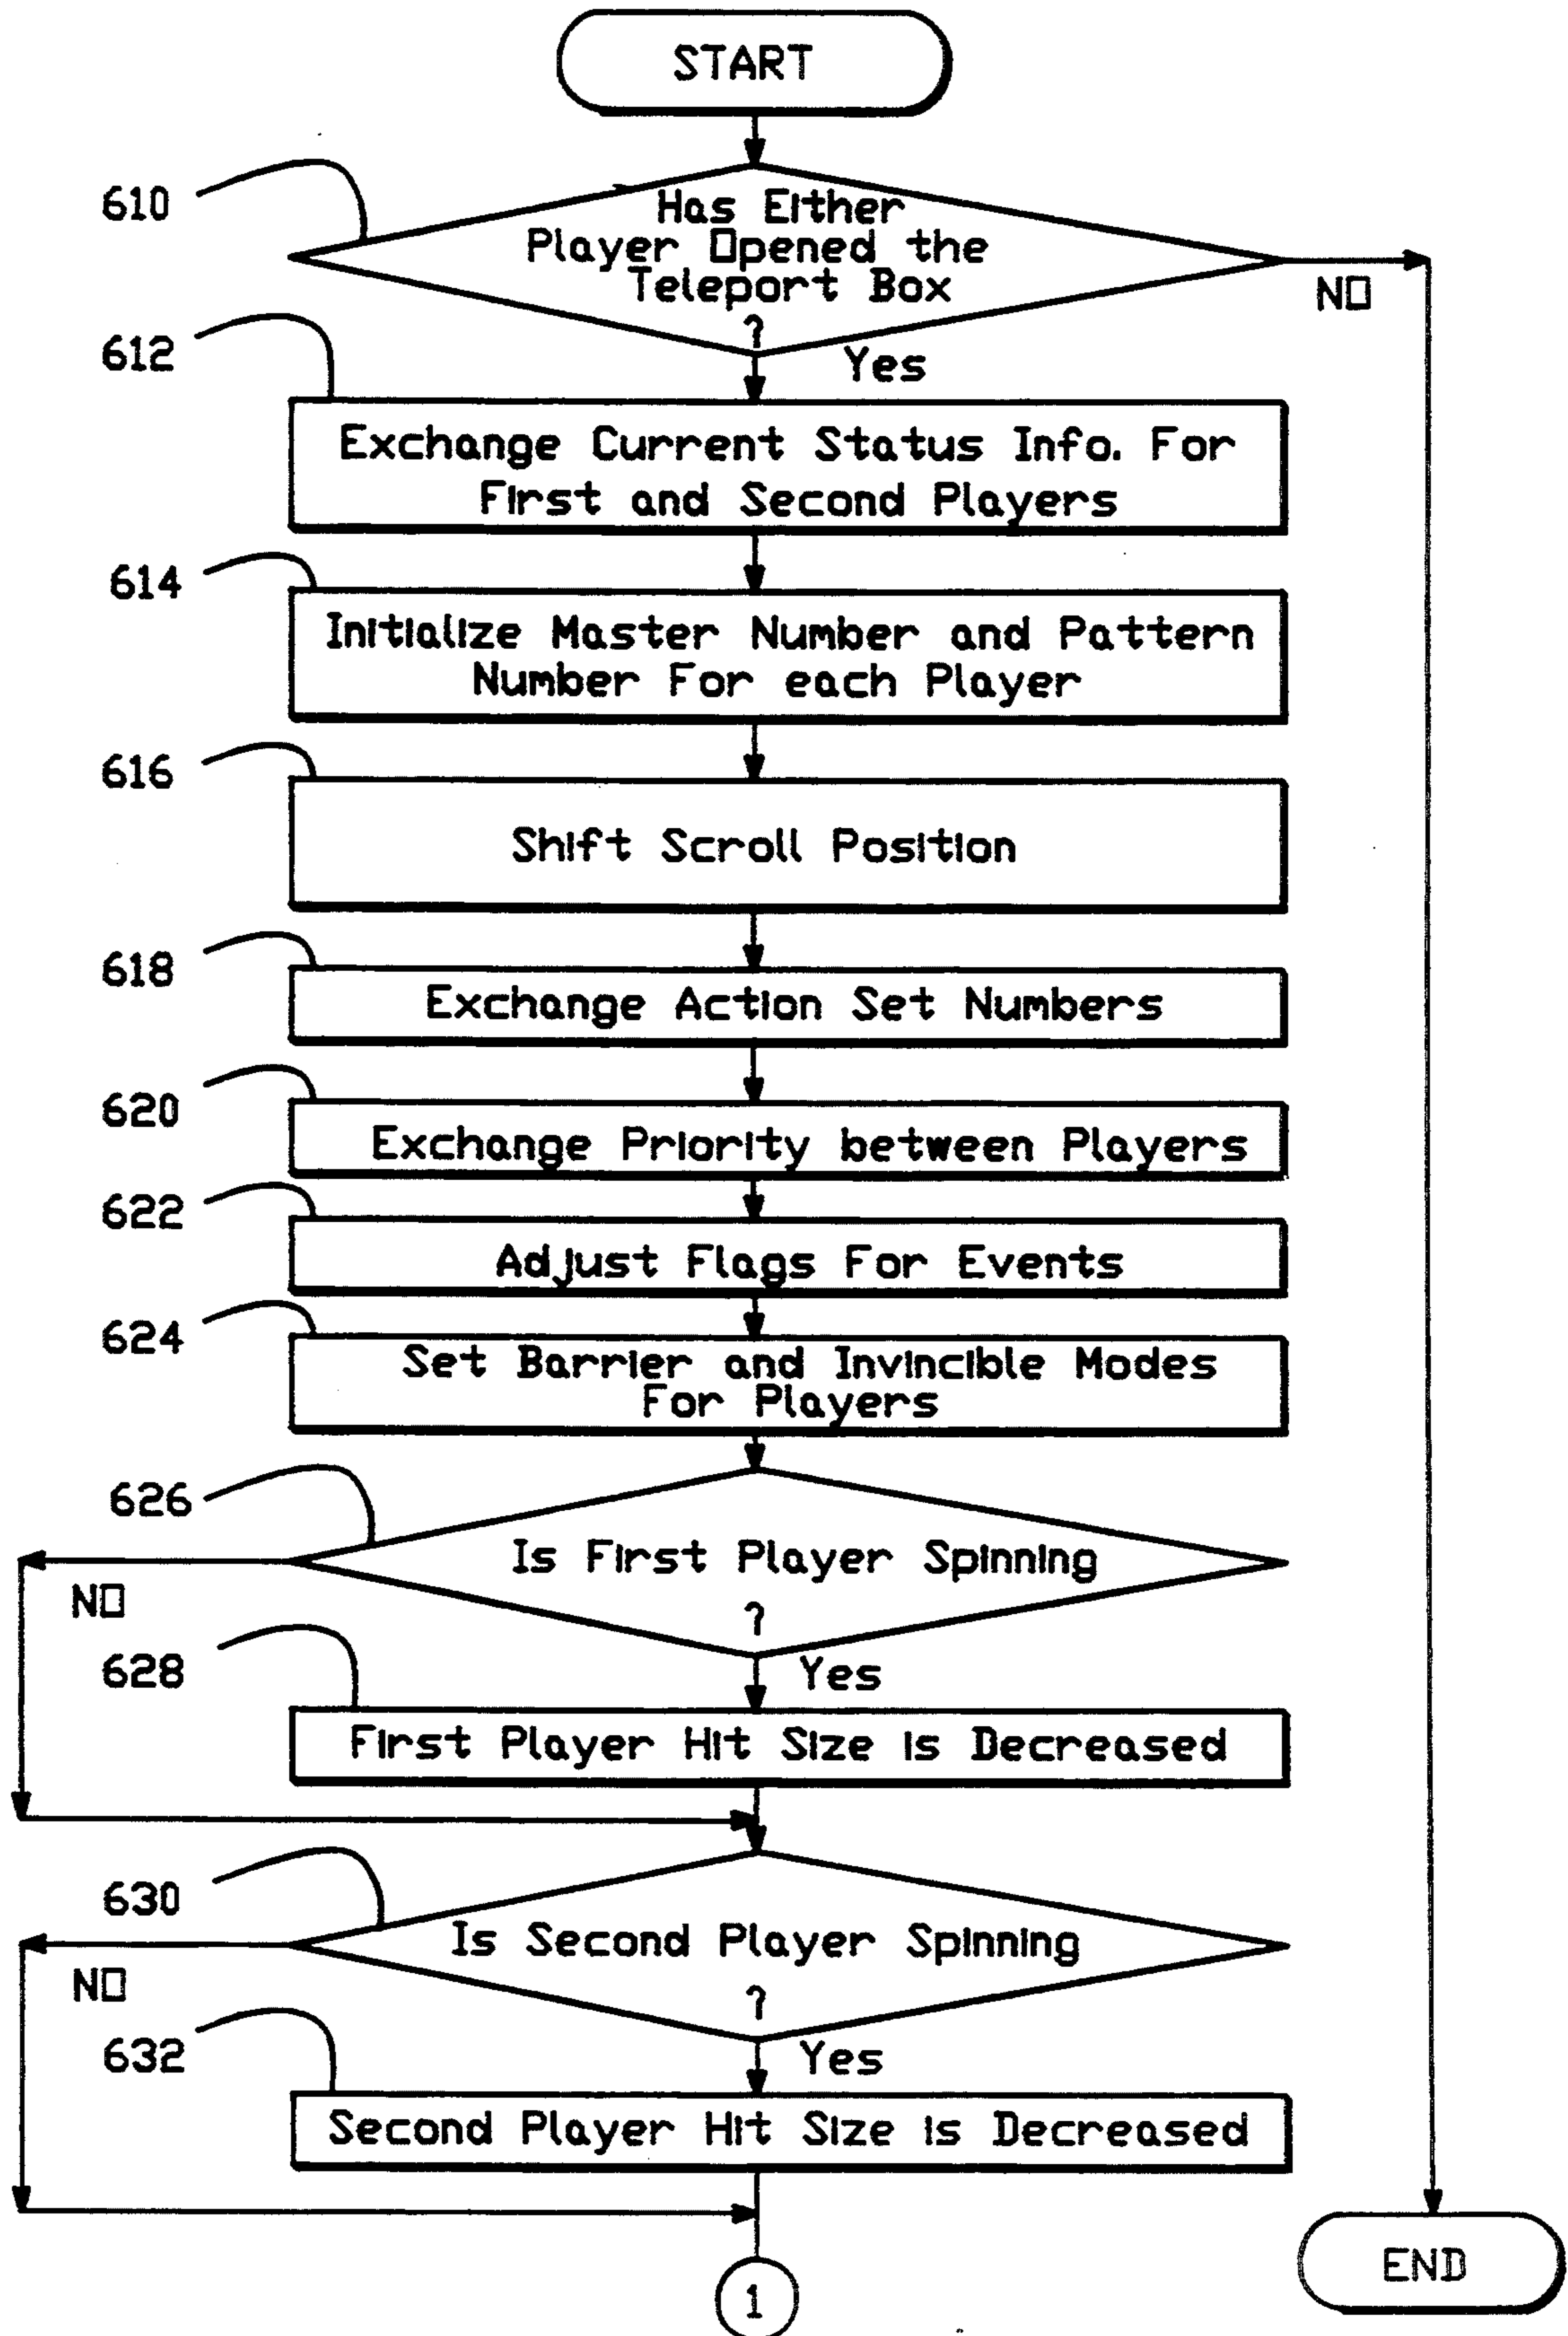 START
610
Has Either
Player Opened the
Teleport Box
?
NO
Yes
612
Exchange Current Status Info. For
First and Second Players
614
Initialize Master Number and Pattern
Number For each Player
616
Shift Scroll Position
618
Exchange Action Set Numbers
620
Exchange Priority between Players
622
Adjust Flags For Events
624
Set Barrier and Invincible Modes
For Players
626
Is First Player Spinning
?
NO
Yes
628
First Player Hit Size is Decreased
630
Is Second Player Spinning
?
NO
Yes
632
Second Player Hit Size is Decreased
1
END